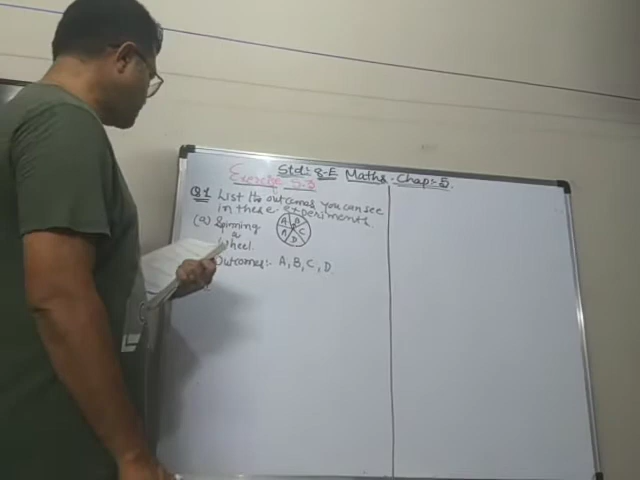 Std:- 8-E Maths. Chap:- 5.
Exercise 5.3
Q1 List the outcomes you can see
in these experiments
(a) Spinning
a
Wheel.
A B
A C
D
Outcomes:- A, B, C, D